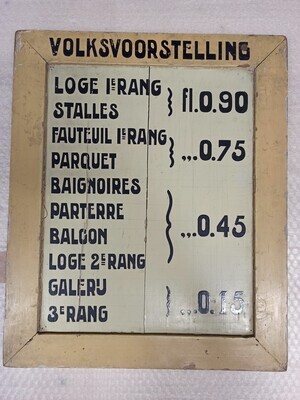 VOLKSVOORSTELLING
LOGE 1E RANG
STALLES
fl.0.90
FAUTEUIL 1E RANG
PARQUET
„..0.75
BAIGNOIRES
PARTERRE
BALCON
LOGE 2E RANG
„..0.45
GALERIJ
3E RANG
„..0.15